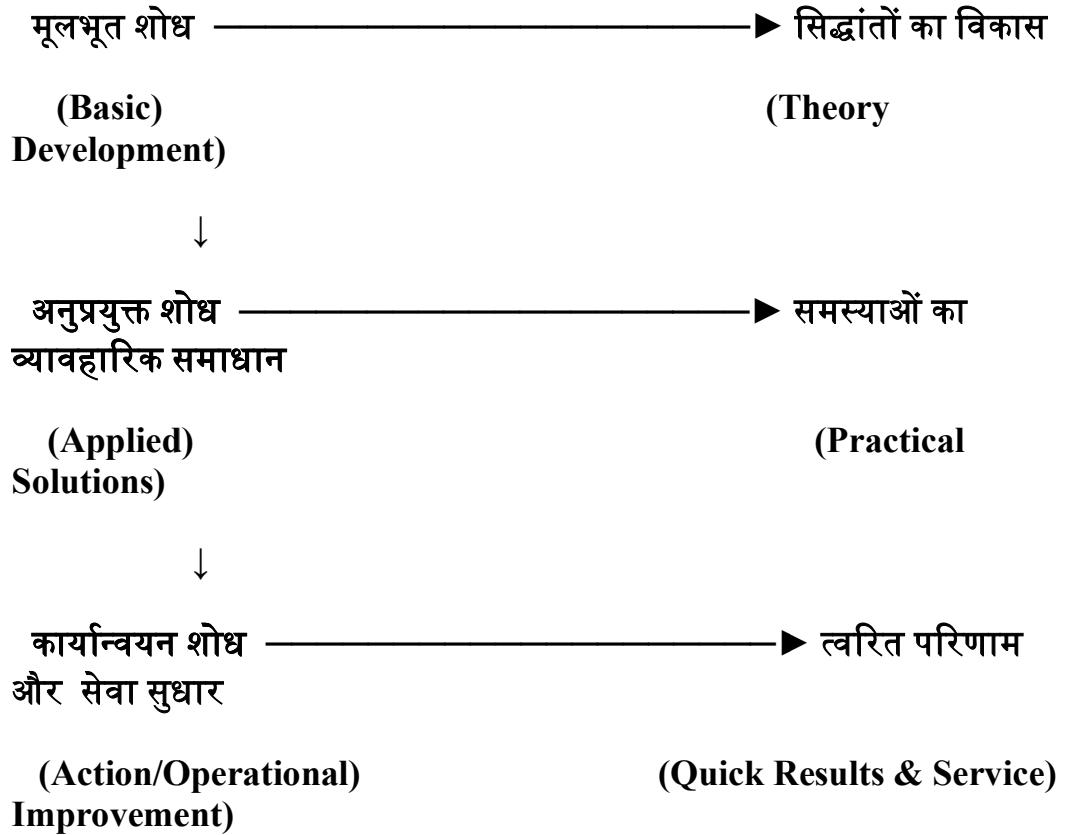 मूलभूत शोध ────────────────► सिद्धांतों का विकास
(Basic) (Theory
Development)
↓
अनुप्रयुक्त शोध ────────────────► समस्याओं का
व्यावहारिक समाधान
(Applied) (Practical
Solutions)
↓
कार्यान्वयन शोध ────────────────► त्वरित परिणाम
और सेवा सुधार
(Action/Operational) (Quick Results & Service)
Improvement)